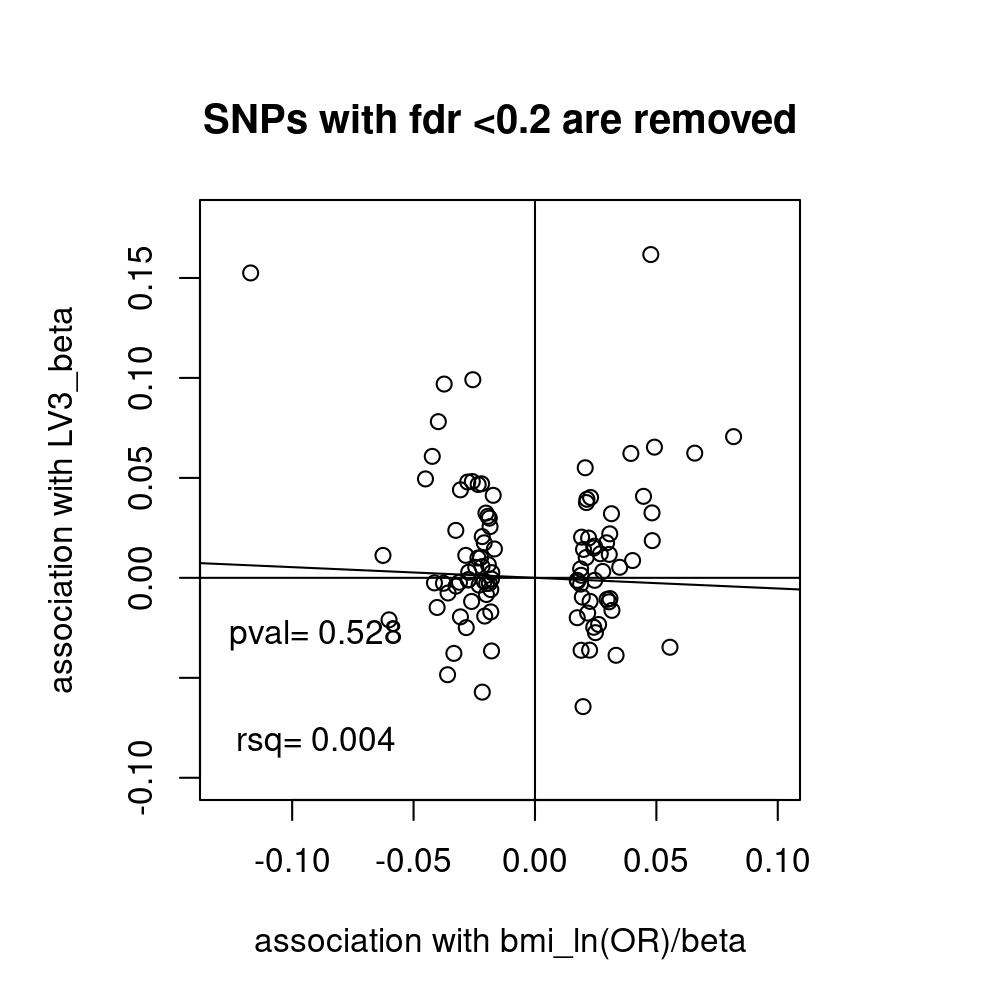 SNPs with fdr <0.2 are removed
association with LV3_beta
0.15
0.10
0.05
0.00
-0.10
pval= 0.528
rsq= 0.004
-0.10 -0.05 0.00 0.05 0.10
association with bmi_ln(OR)/beta